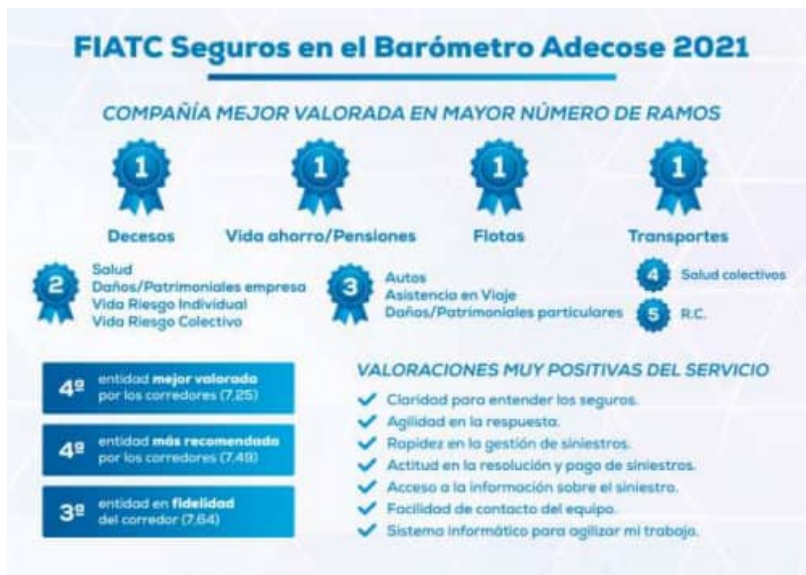 FIATC Seguros en el Barómetro Adecose 2021
COMPAÑÍA MEJOR VALORADA EN MAYOR NÚMERO DE RAMOS
1
1
1
1
Decesos
Vida ahorro/Pensiones
Flotas
Transportes
2
Salud
Daños/Patrimoniales empresa
Vida Riesgo Individual
Vida Riesgo Colectivo
3
Autos
Asistencia en Viaje
Daños/Patrimoniales particulares
4 Salud colectivos
5 R.C.
4º
entidad mejor valorada
por los corredores (7,25)
4º
entidad más recomendada
por los corredores (7,49)
3º
entidad en fidelidad
del corredor (7,64)
VALORACIONES MUY POSITIVAS DEL SERVICIO
Claridad para entender los seguros.
Agilidad en la respuesta.
Rapidez en la gestión de siniestros.
Actitud en la resolución y pago de siniestros.
Acceso a la información sobre el siniestro.
Facilidad de contacto del equipo.
Sistema informático para agilizar mi trabajo.